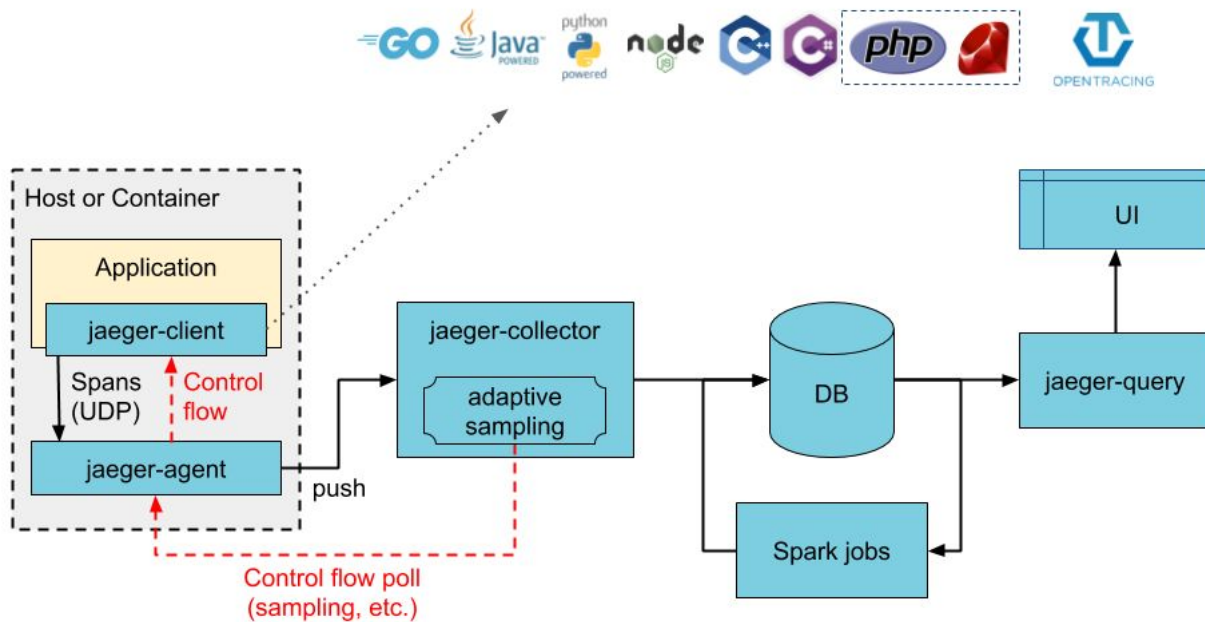 GO
Java
POWERED
python
powered
node
JS
C++
C#
php
OPENTRACING
Host or Container
Application
jaeger-client
Spans
(UDP)
Control
flow
jaeger-agent
push
jaeger-collector
adaptive
sampling
Control flow poll
(sampling, etc.)
DB
Spark jobs
UI
jaeger-query